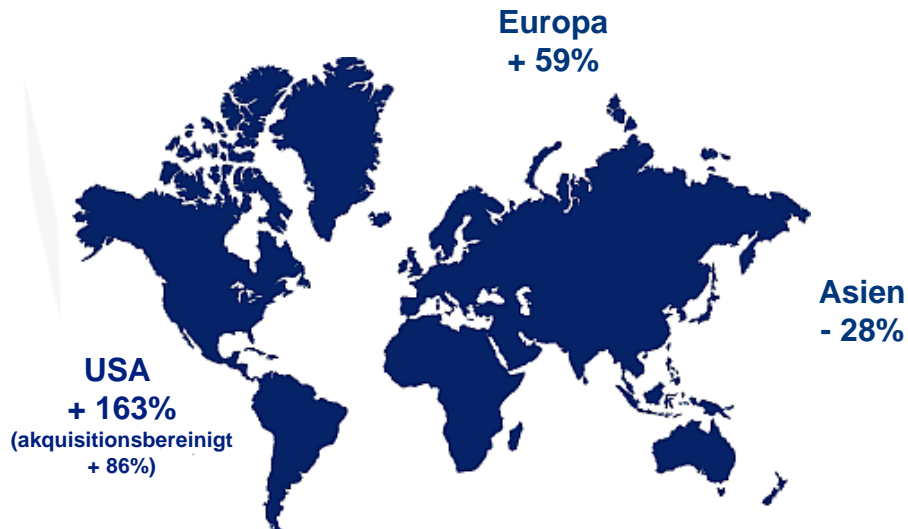 Europa
+ 59%
Asien
- 28%
USA
+ 163%
(akquisitionsbereinigt
+ 86%)